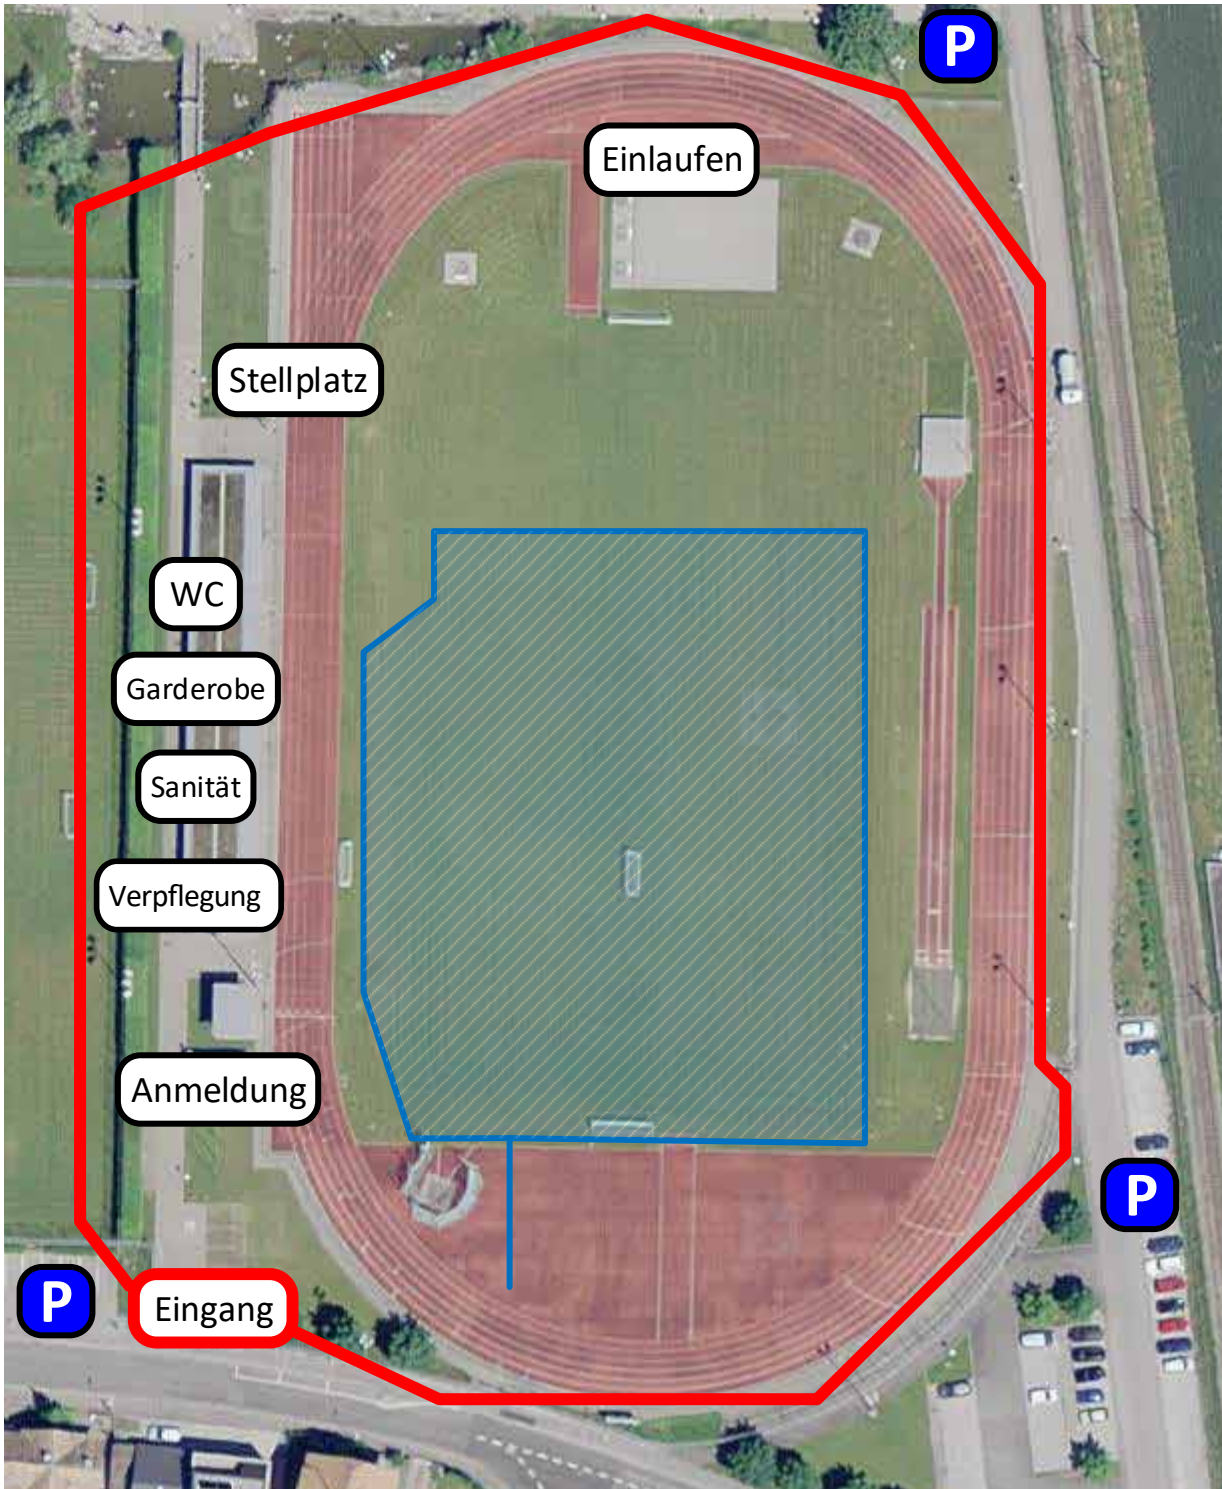 P
Einlaufen
Stellplatz
WC
Garderobe
Sanität
Verpflegung
Anmeldung
P
P
Eingang